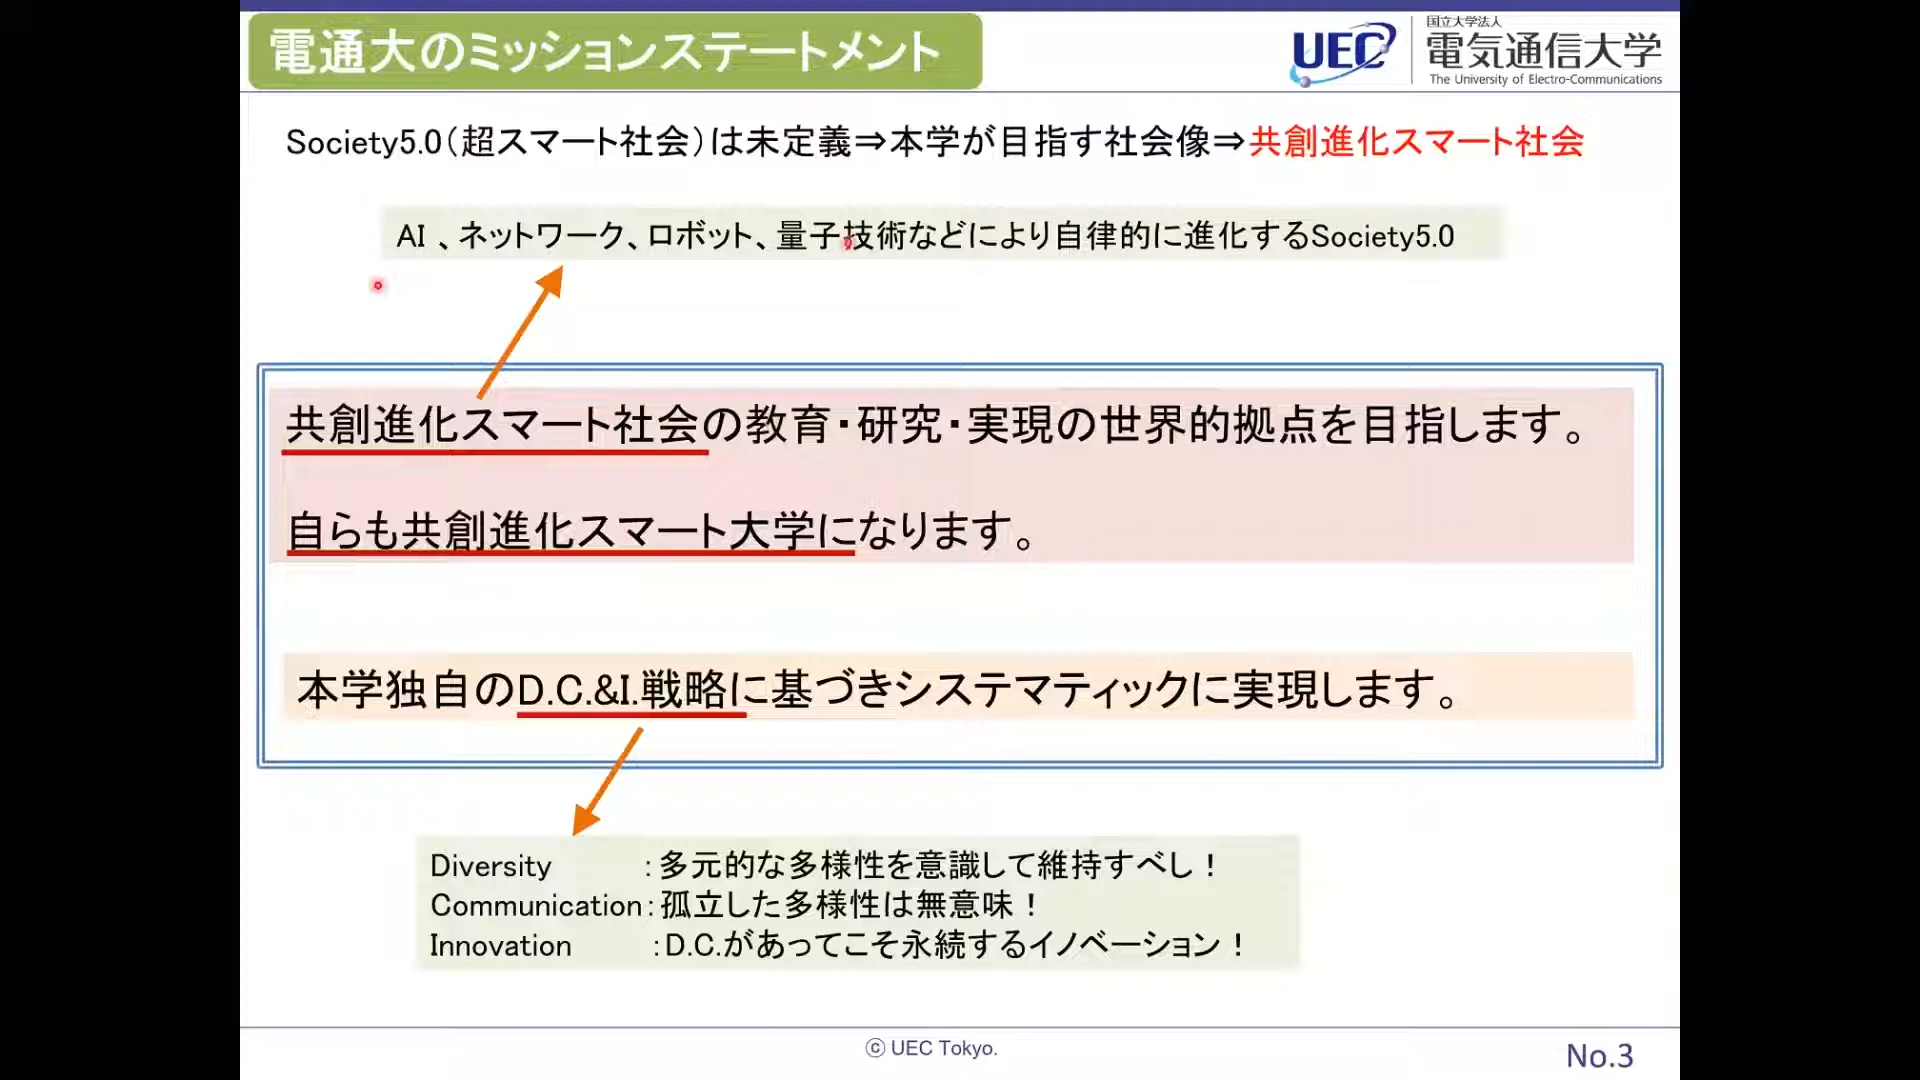 電通大のミッションステートメント
UEC
国立大学法人
電気通信大学
The University of Electro-Communications
Society5.0(超スマート社会)は未定義⇒本学が目指す社会像⇒共創進化スマート社会
AI 、ネットワーク、ロボット、量子技術などにより自律的に進化するSociety5.0
共創進化スマート社会の教育・研究・実現の世界的拠点を目指します。
自らも共創進化スマート大学になります。
本学独自のD.C.&I.戦略に基づきシステマティックに実現します。
Diversity :多元的な多様性を意識して維持すべし!
Communication:孤立した多様性は無意味!
Innovation :D.C.があってこそ永続するイノベーション!
© UEC Tokyo.
No.3